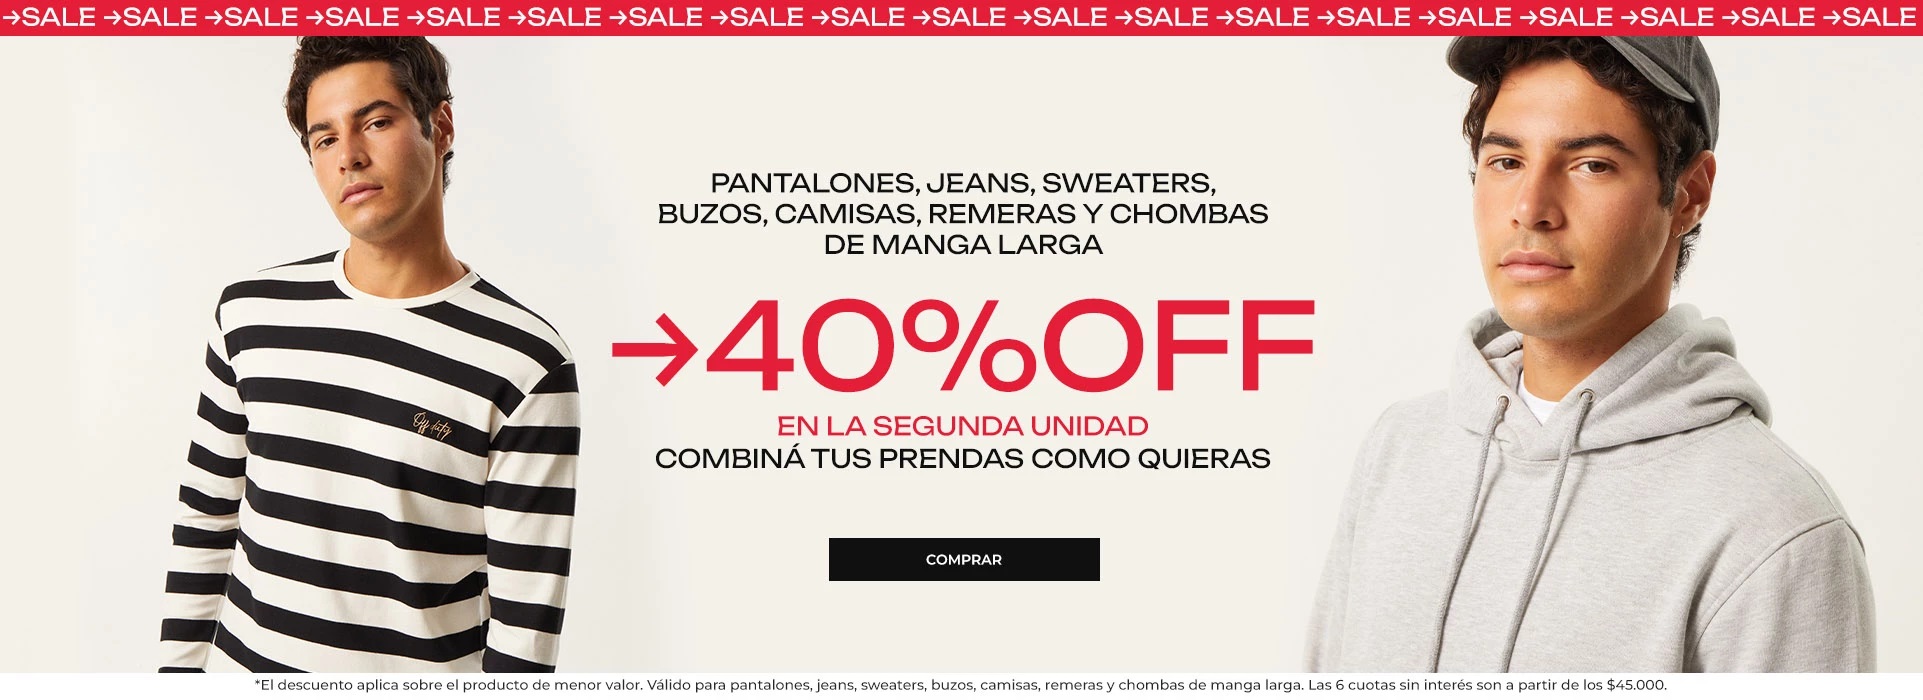 →SALE →SALE →SALE →SALE →SALE →SALE →SALE →SALE →SALE →SALE →SALE →SALE →SALE →SALE →SALE →SALE →SALE →SALE →SALE
PANTALONES, JEANS, SWEATERS,
BUZOS, CAMISAS, REMERAS Y CHOMBAS
DE MANGA LARGA
→40%OFF
Off duty
EN LA SEGUNDA UNIDAD
COMBINÁ TUS PRENDAS COMO QUIERAS
COMPRAR
*El descuento aplica sobre el producto de menor valor. Válido para pantalones, jeans, sweaters, buzos, camisas, remeras y chombas de manga larga. Las 6 cuotas sin interés son a partir de los $45.000.